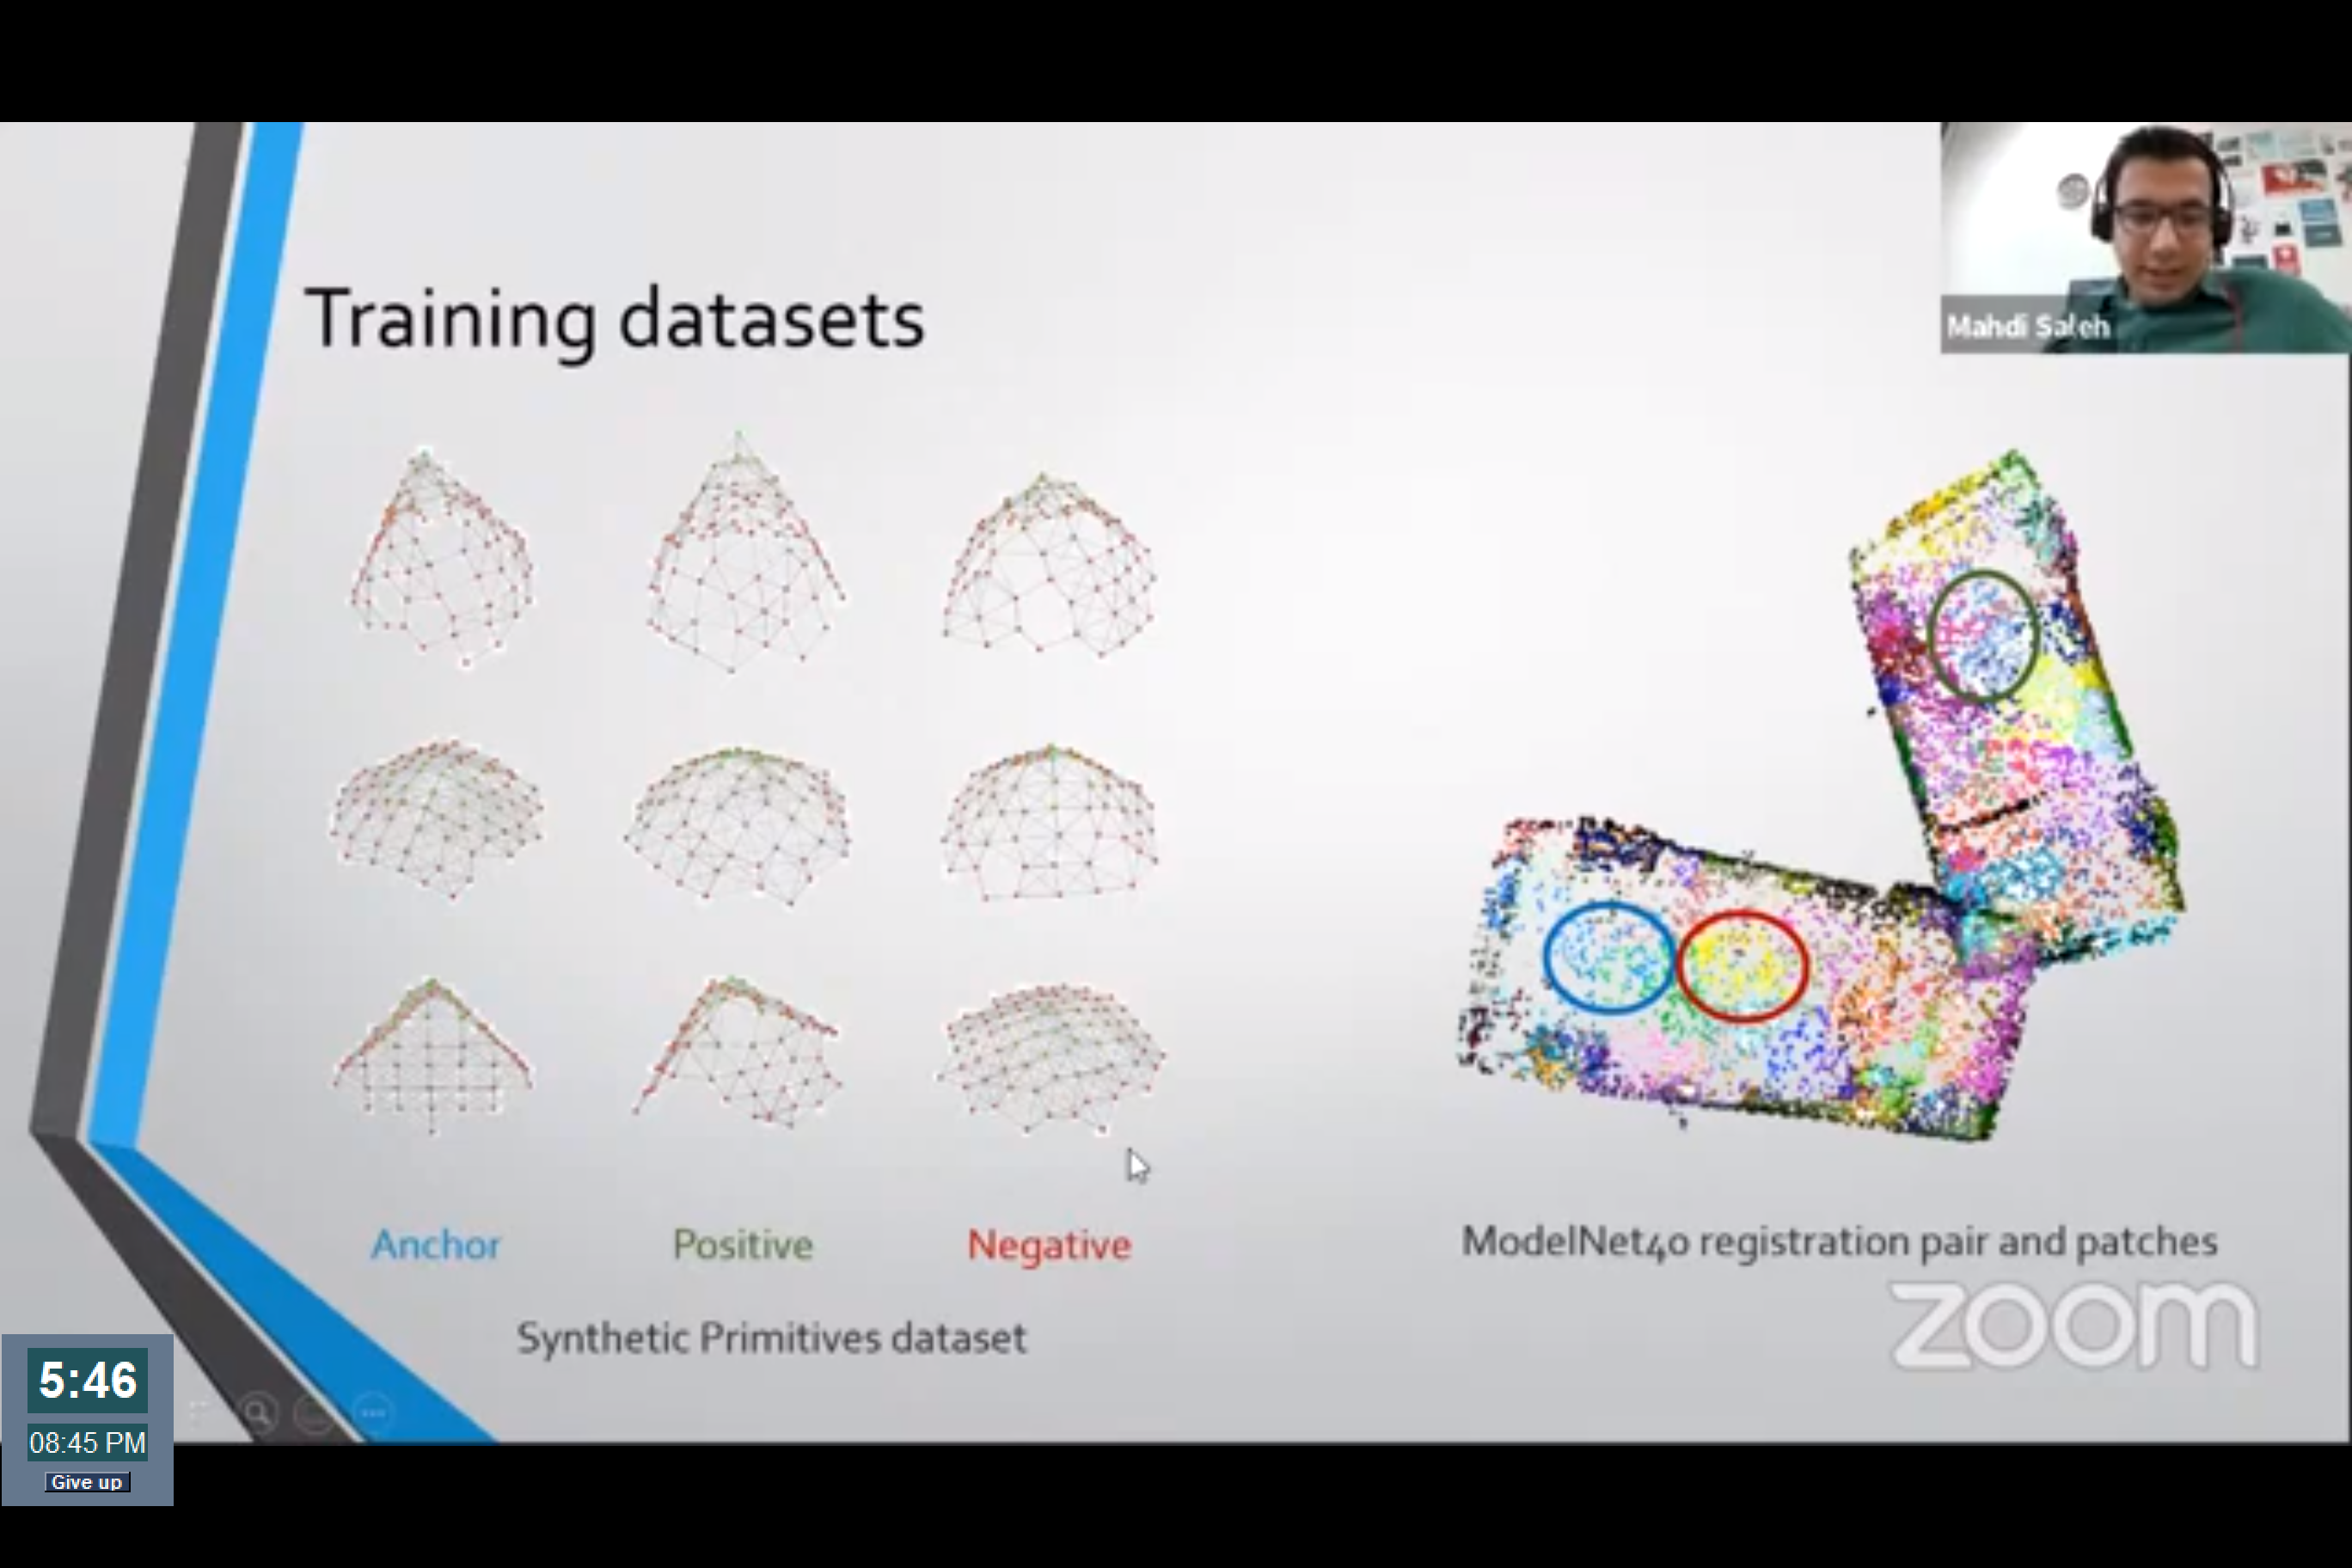 Training datasets
Mahdi Saleh
Anchor
Positive
Negative
Synthetic Primitives dataset
ModelNet40 registration pair and patches
zoom
5:46
08:45 PM
Give up